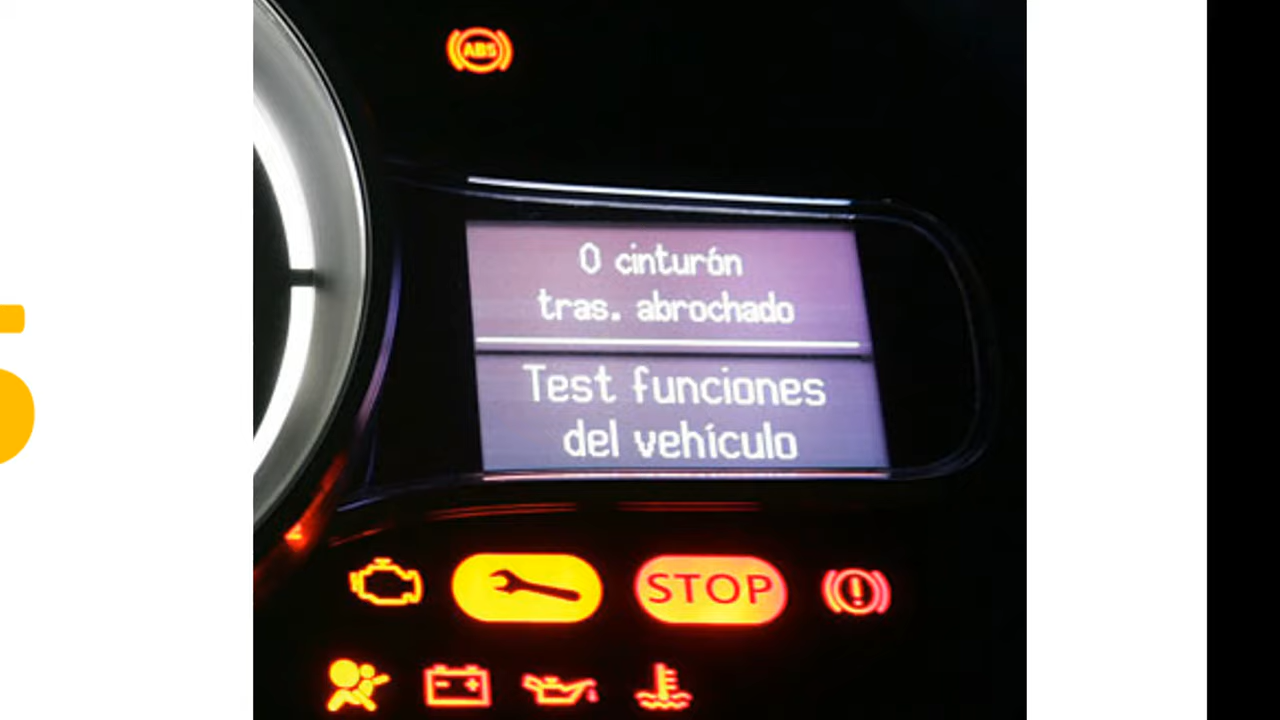 ABS
0 cinturón
tras. abrochado
Test funciones
del vehículo
STOP